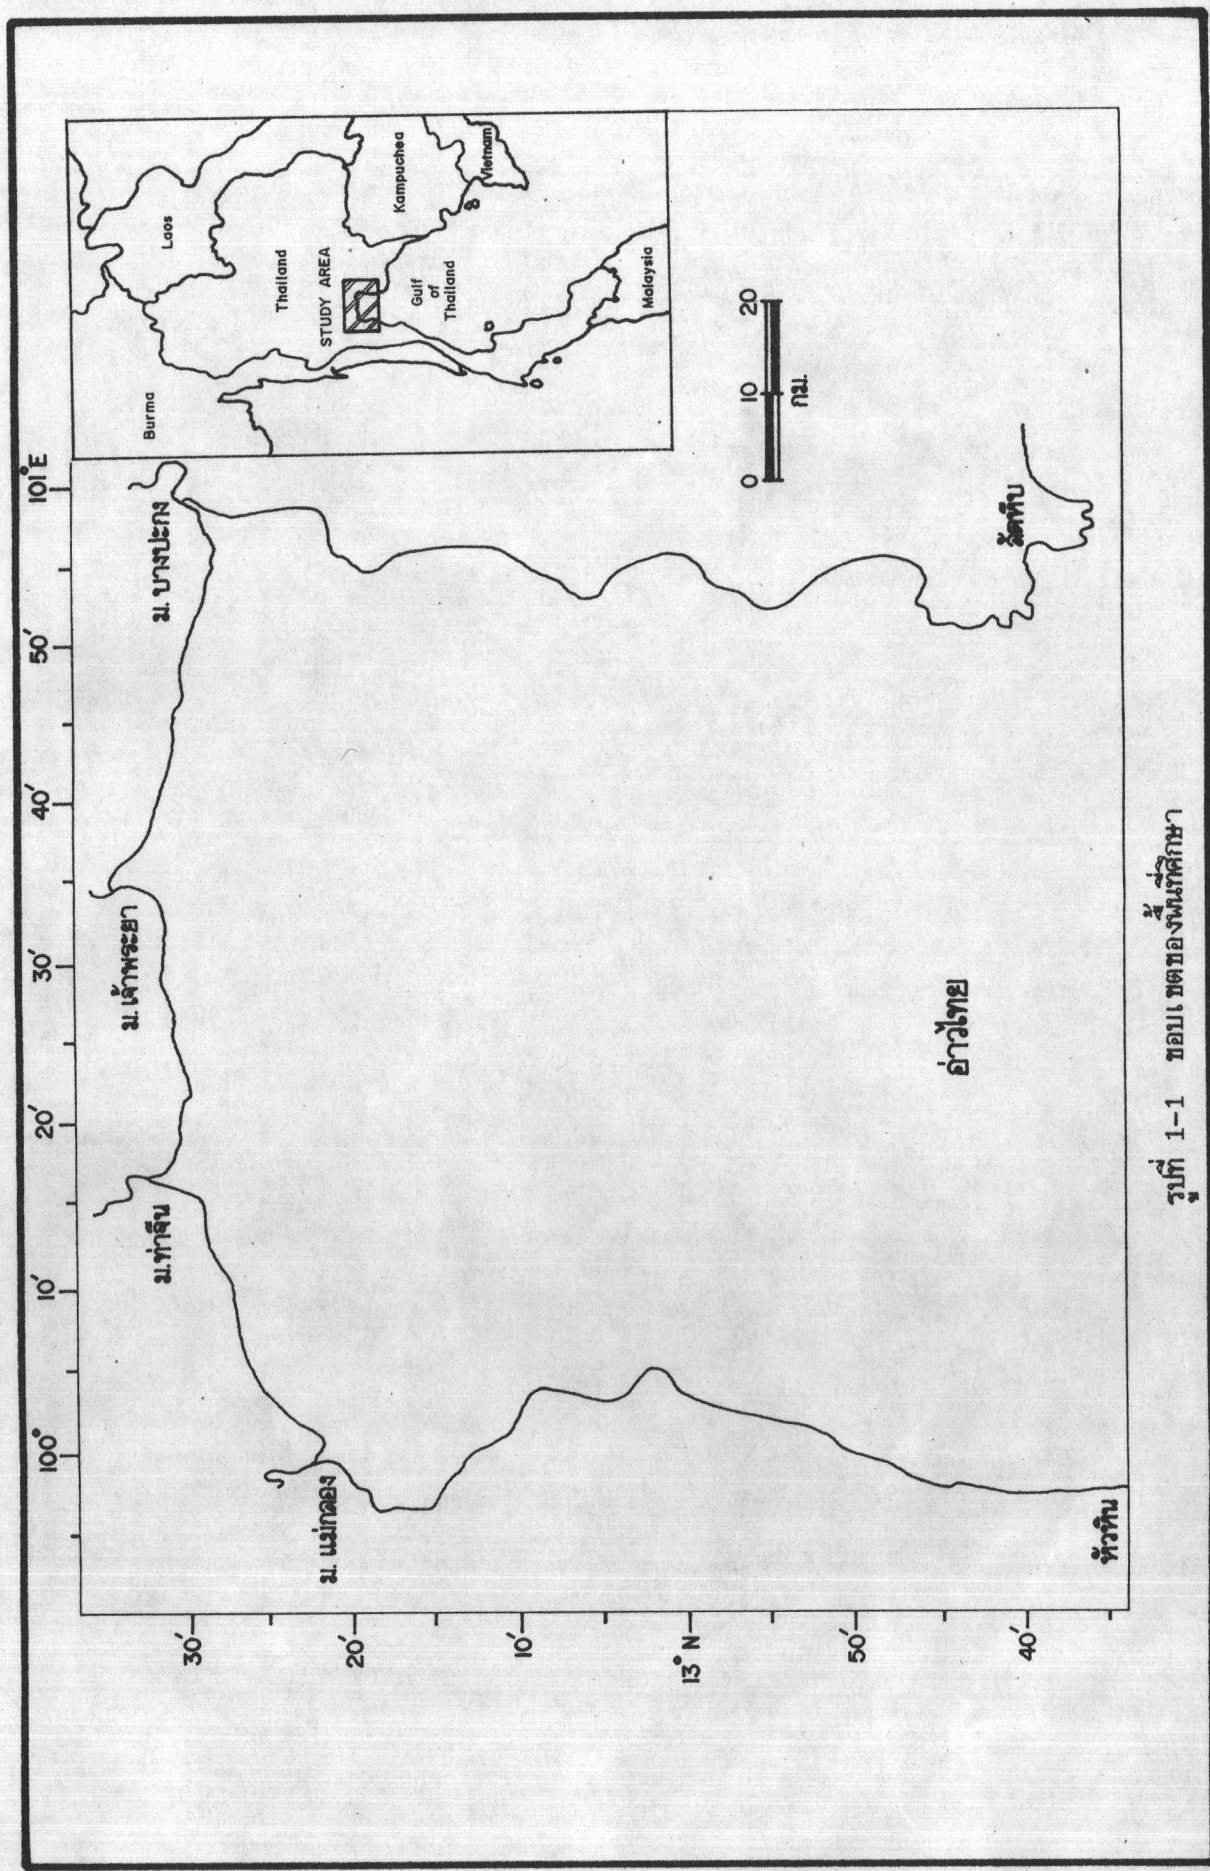 100°
10′
20′
30′
40′
50′
101°E
30′
20′
10′
13° N
50′
40′
ม. แม่กลอง
ม.ท่าจีน
ม.เจ้าพระยา
ม. บางปะกง
หัวหิน
อ่าวไทย
สัตหีบ
0 10 20
กม.
Burma
Laos
Thailand
STUDY AREA
Kampuchea
Vietnam
Gulf
of
Thailand
Malaysia
รูปที่ 1-1 ขอบเขตของพื้นที่ศึกษา